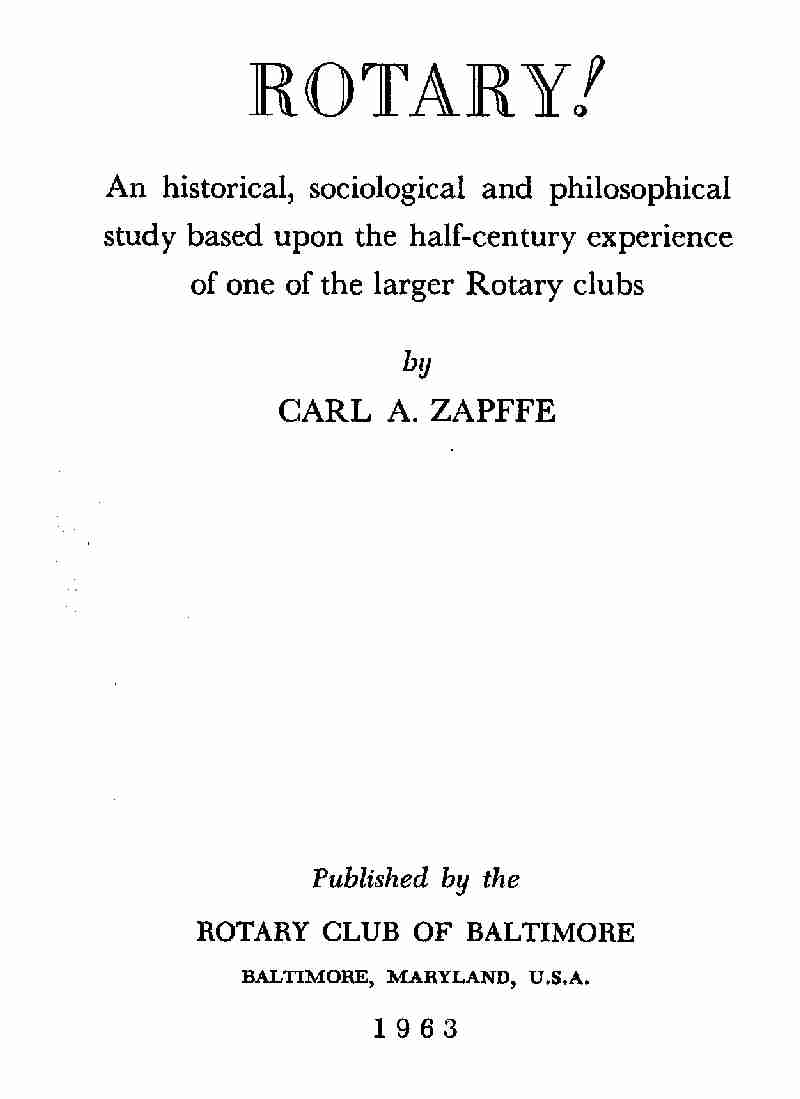 ROTARY!
An historical, sociological and philosophical
study based upon the half-century experience
of one of the larger Rotary clubs
by
CARL A. ZAPFFE
Published by the
ROTARY CLUB OF BALTIMORE
BALTIMORE, MARYLAND, U.S.A.
1963